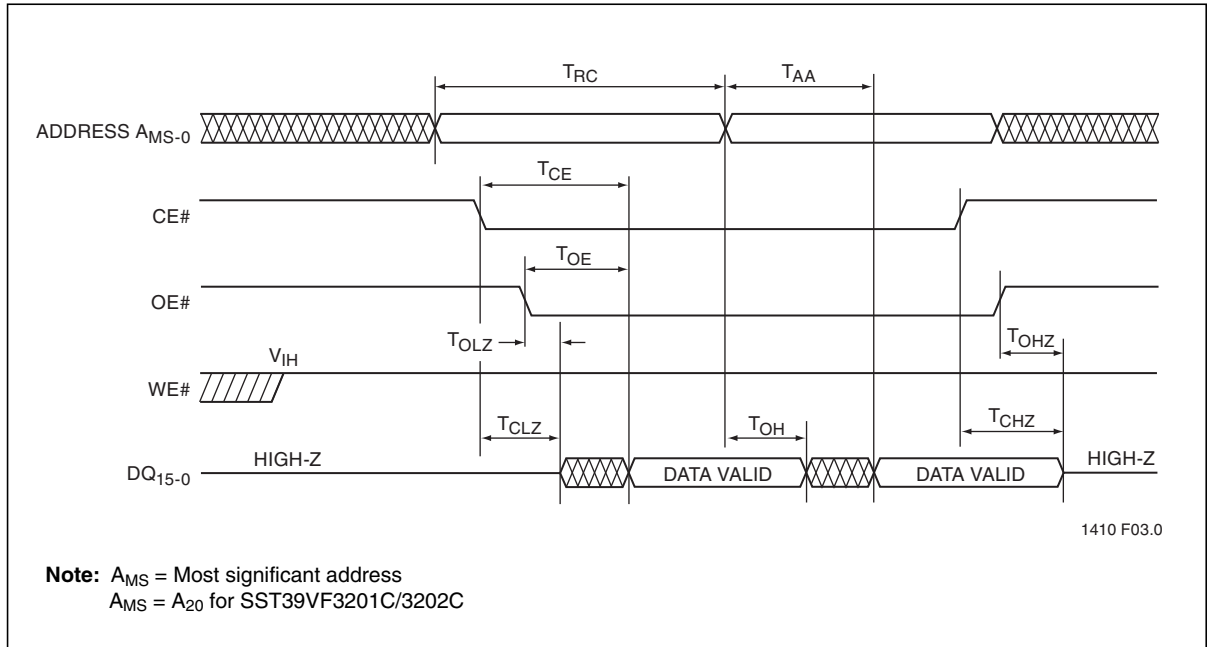 TRC TAA
ADDRESS AMS-0
TCE
CE#
TOE
OE#
TOLZ TOHZ
VIH
WE#
TCLZ TOH TCHZ
HIGH-Z HIGH-Z
DQ15-0 DATA VALID DATA VALID
1410 F03.0
Note: AMS = Most significant address
AMS = A20 for SST39VF3201C/3202C